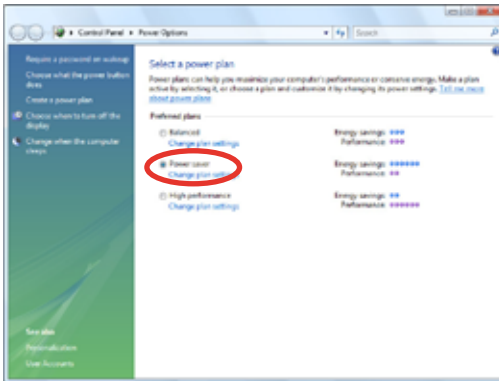 Control Panel ▸ Power Options
Search
Require a password on wakeup
Choose what the power button
does
Create a power plan
Choose when to turn off the
display
Change when the computer
sleeps
Select a power plan
Power plans can help you maximize your computer's performance or conserve energy. Make a plan
active by selecting it, or choose a plan and customize it by changing its power settings. Tell me more
about power plans
Preferred plans
Balanced
Energy savings:
Change plan settings
Performance:
Power saver
Energy savings:
Change plan settings
Performance:
High performance
Energy savings:
Change plan settings
Performance:
See also
Personalization
User Accounts